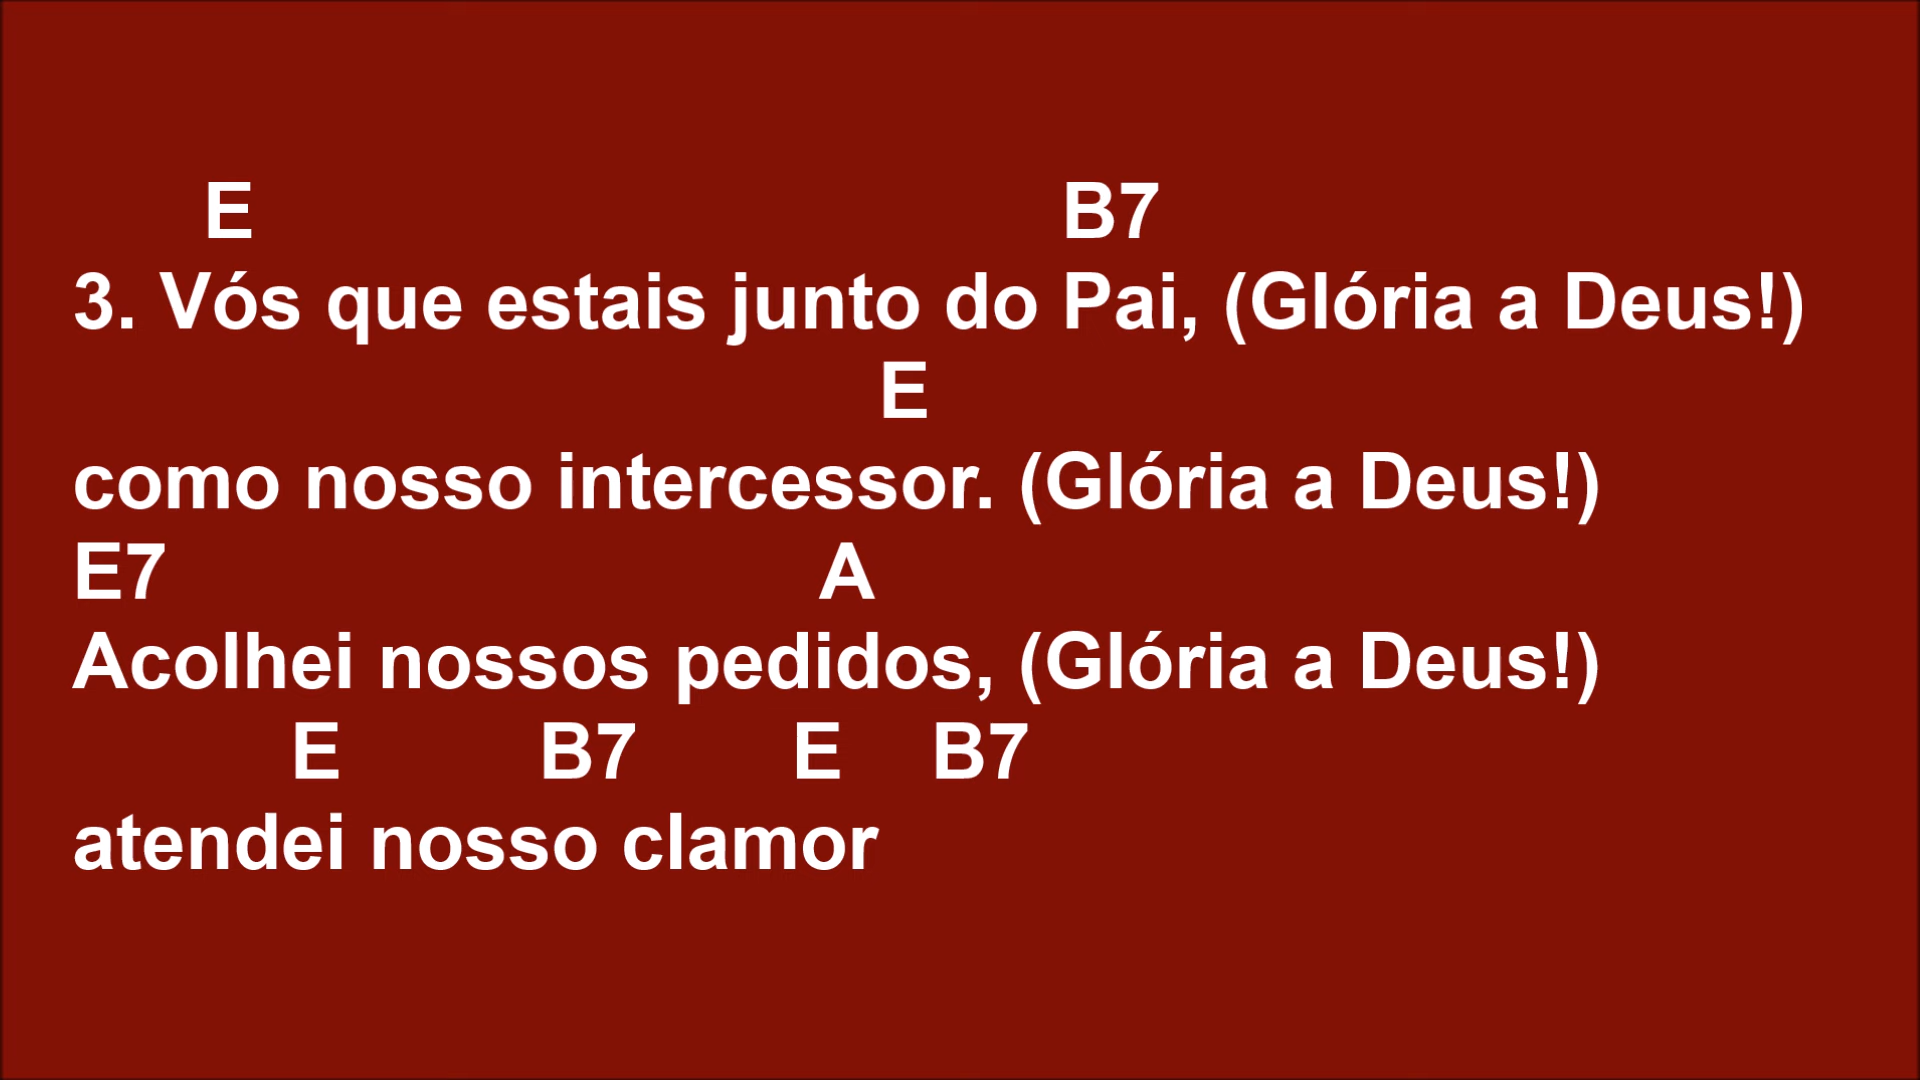 E B7
3. Vós que estais junto do Pai, (Glória a Deus!)
E
como nosso intercessor. (Glória a Deus!)
E7 A
Acolhei nossos pedidos, (Glória a Deus!)
E B7 E B7
atendei nosso clamor